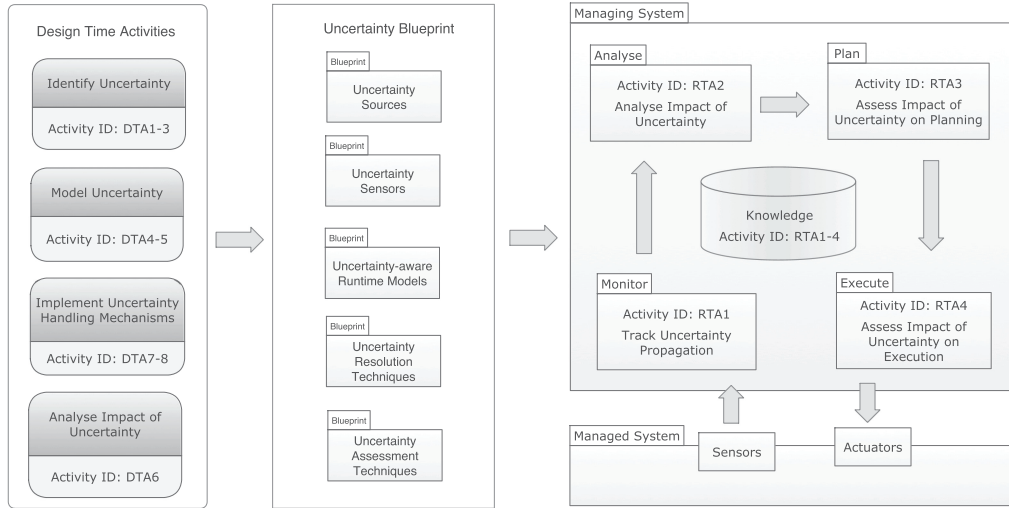 Design Time Activities
Identify Uncertainty
Activity ID: DTA1-3
Model Uncertainty
Activity ID: DTA4-5
Implement Uncertainty
Handling Mechanisms
Activity ID: DTA7-8
Analyse Impact of
Uncertainty
Activity ID: DTA6
Uncertainty Blueprint
Blueprint
Uncertainty
Sources
Blueprint
Uncertainty
Sensors
Blueprint
Uncertainty-aware
Runtime Models
Blueprint
Uncertainty
Resolution
Techniques
Blueprint
Uncertainty
Assessment
Techniques
Managing System
Analyse
Activity ID: RTA2
Analyse Impact of
Uncertainty
Plan
Activity ID: RTA3
Assess Impact of
Uncertainty on Planning
Knowledge
Activity ID: RTA1-4
Monitor
Activity ID: RTA1
Track Uncertainty
Propagation
Execute
Activity ID: RTA4
Assess Impact of
Uncertainty on
Execution
Managed System
Sensors
Actuators